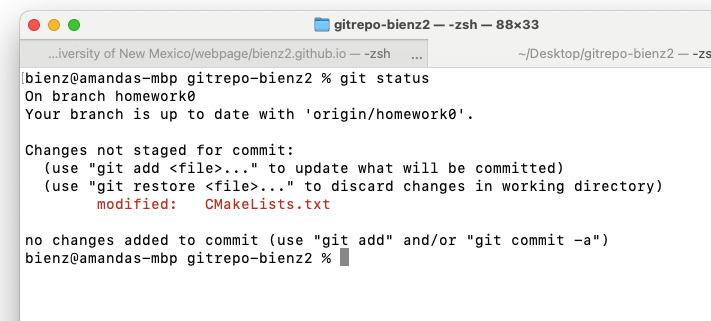 gitrepo-bienz2 — -zsh — 88×33
...iversity of New Mexico/webpage/bienz2.github.io — -zsh ... ~/Desktop/gitrepo-bienz2 — -zs
[bienz@amandas-mbp gitrepo-bienz2 % git status
On branch homework0
Your branch is up to date with 'origin/homework0'.
Changes not staged for commit:
(use "git add <file>..." to update what will be committed)
(use "git restore <file>..." to discard changes in working directory)
modified: CMakeLists.txt
no changes added to commit (use "git add" and/or "git commit -a")
bienz@amandas-mbp gitrepo-bienz2 %